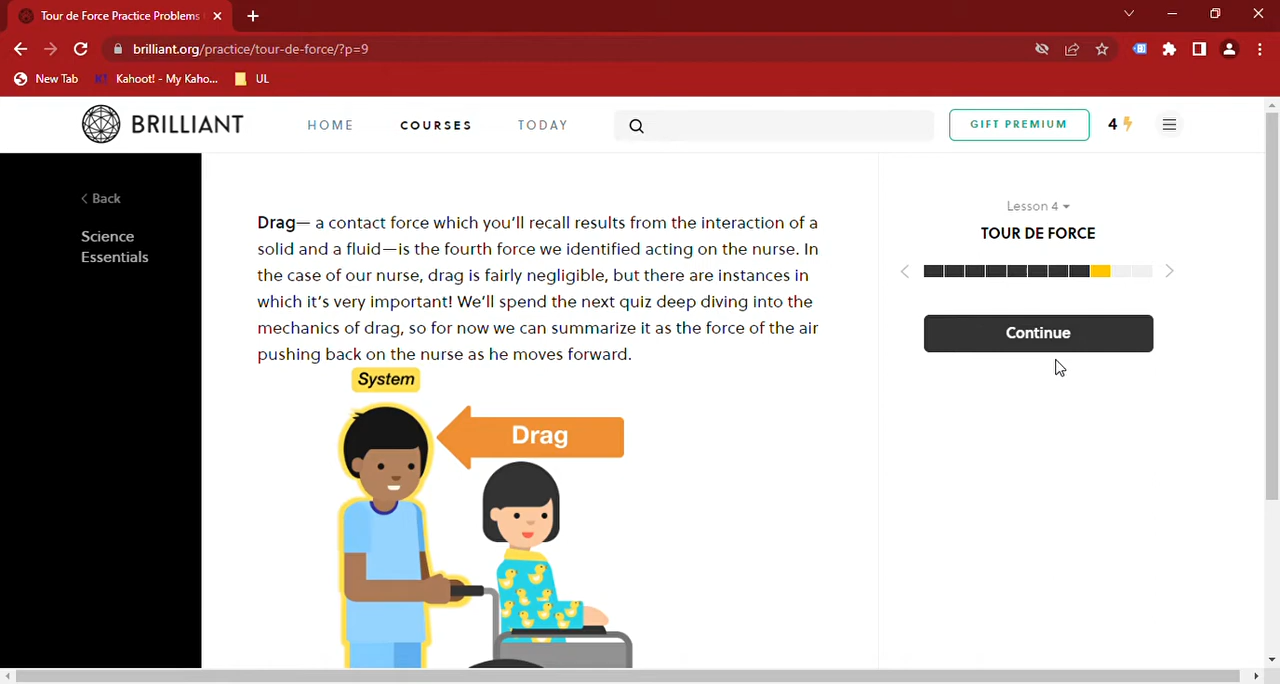 Tour de Force Practice Problems
brilliant.org/practice/tour-de-force/?p=9
New Tab
Kahoot! - My Kaho...
UL
BRILLIANT
HOME
COURSES
TODAY
GIFT PREMIUM
4
Back
Science
Essentials
Drag— a contact force which you'll recall results from the interaction of a
solid and a fluid—is the fourth force we identified acting on the nurse. In
the case of our nurse, drag is fairly negligible, but there are instances in
which it's very important! We'll spend the next quiz deep diving into the
mechanics of drag, so for now we can summarize it as the force of the air
pushing back on the nurse as he moves forward.
System
Drag
Lesson 4
TOUR DE FORCE
Continue